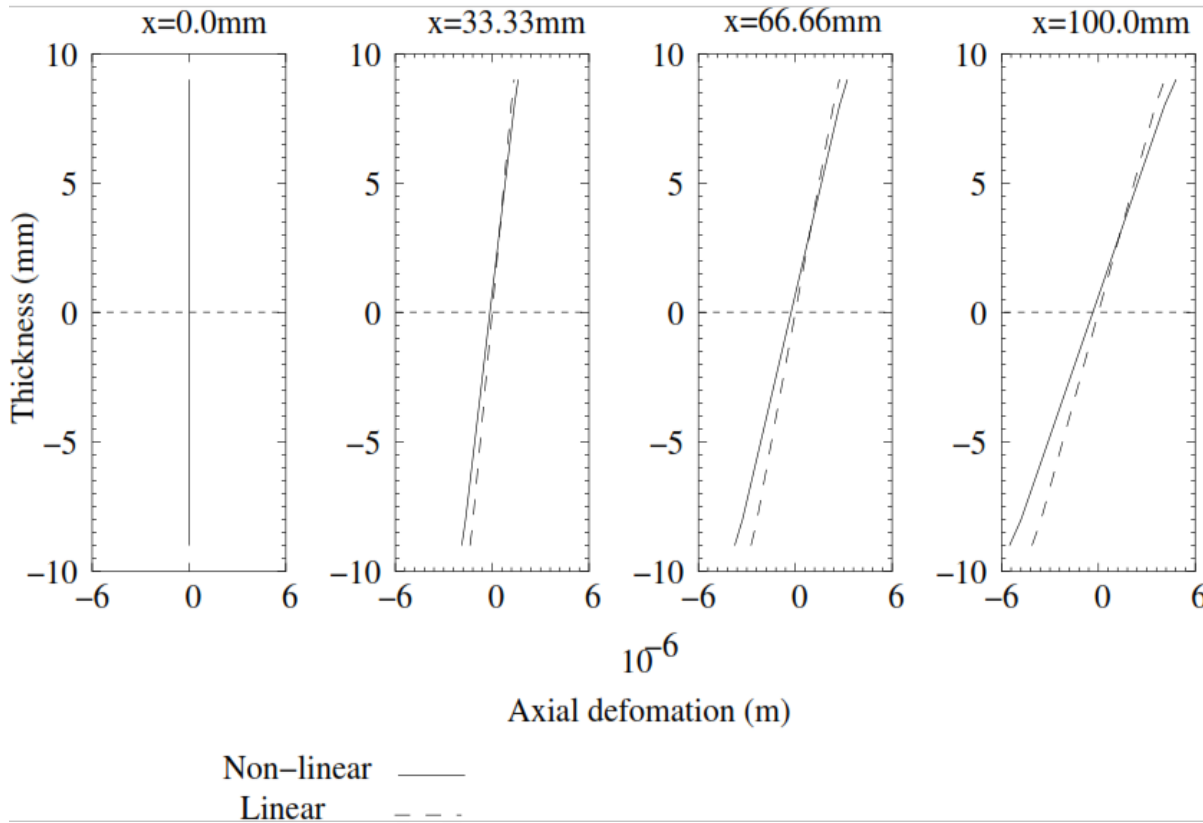 x=0.0mm x=33.33mm x=66.66mm x=100.0mm
10 10 10 10
5 5 5 5
0 0 0 0
−5 −5 −5 −5
−10 −10 −10 −10
−6 0 6 −6 0 6 −6 0 6 −6 0 6
Thickness (mm)
10−6
Axial defomation (m)
Non−linear
Linear